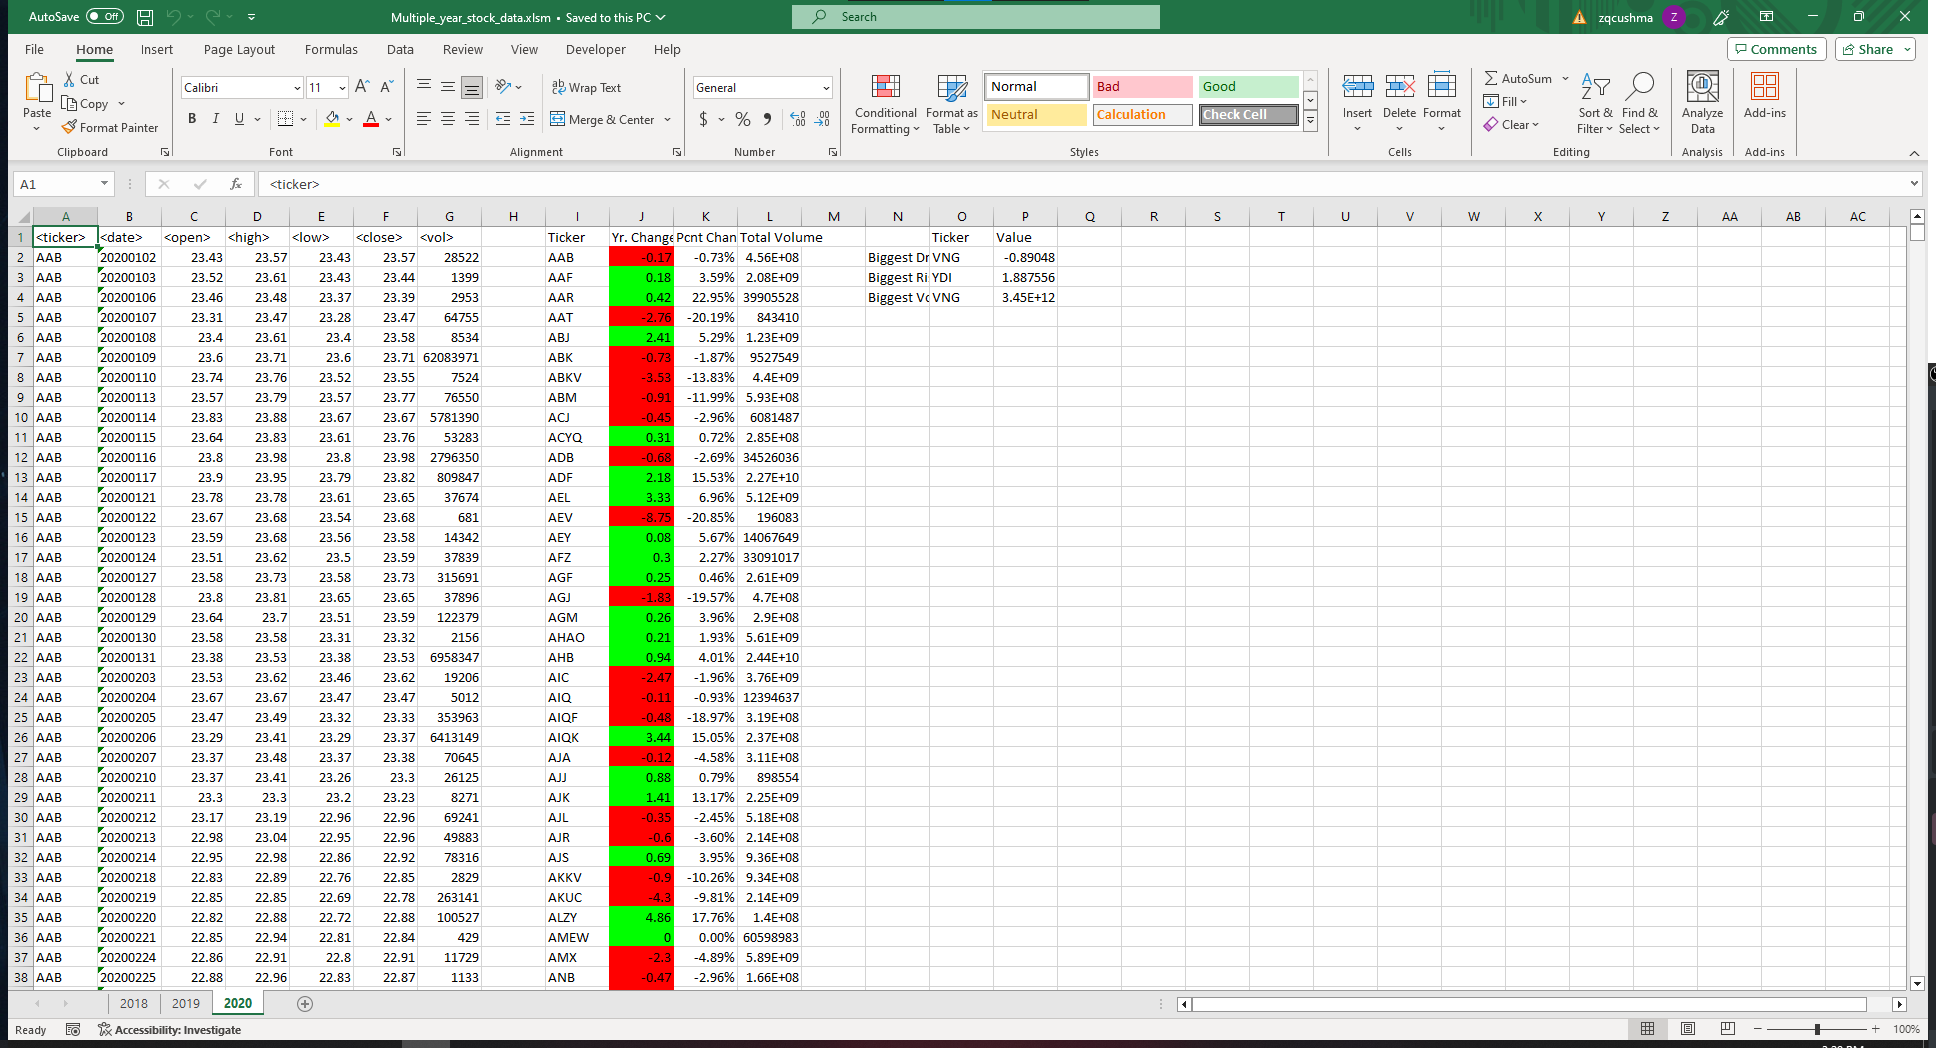 AutoSave Off Multiple_year_stock_data.xlsm • Saved to this PC Search zqcushma Z
File Home Insert Page Layout Formulas Data Review View Developer Help Comments Share
Paste Cut Copy Format Painter Clipboard
Calibri 11 B I U A Font
Wrap Text Merge & Center Alignment
General $ % Number
Conditional Formatting Format as Table Normal Bad Good Neutral Calculation Check Cell Styles
Insert Delete Format Cells
AutoSum Fill Clear Sort & Filter Find & Select Editing
Analyze Data Analysis
Add-ins Add-ins
A1 fx <ticker>
A B C D E F G H I J K L M N O P Q R S T U V W X Y Z AA AB AC
1 <ticker> <date> <open> <high> <low> <close> <vol> Ticker Yr. Change Pcnt Chan Total Volume Ticker Value
2 AAB 20200102 23.43 23.57 23.43 23.57 28522 AAB -0.17 -0.73% 4.56E+08 Biggest Dr VNG -0.89048
3 AAB 20200103 23.52 23.61 23.43 23.44 1399 AAF 0.18 3.59% 2.08E+09 Biggest Ri YDI 1.887556
4 AAB 20200106 23.46 23.48 23.37 23.39 2953 AAR 0.42 22.95% 39905528 Biggest Vo VNG 3.45E+12
5 AAB 20200107 23.31 23.47 23.28 23.47 64755 AAT -2.76 -20.19% 843410
6 AAB 20200108 23.4 23.61 23.4 23.58 8534 ABJ 2.41 5.29% 1.23E+09
7 AAB 20200109 23.6 23.71 23.6 23.71 62083971 ABK -0.73 -1.87% 9527549
8 AAB 20200110 23.74 23.76 23.52 23.55 7524 ABKV -3.53 -13.83% 4.4E+09
9 AAB 20200113 23.57 23.79 23.57 23.77 76550 ABM -0.91 -11.99% 5.93E+08
10 AAB 20200114 23.83 23.88 23.67 23.67 5781390 ACJ -0.45 -2.96% 6081487
11 AAB 20200115 23.64 23.83 23.61 23.76 53283 ACYQ 0.31 0.72% 2.85E+08
12 AAB 20200116 23.8 23.98 23.8 23.98 2796350 ADB -0.68 -2.69% 34526036
13 AAB 20200117 23.9 23.95 23.79 23.82 809847 ADF 2.18 15.53% 2.27E+10
14 AAB 20200121 23.78 23.78 23.61 23.65 37674 AEL 3.33 6.96% 5.12E+09
15 AAB 20200122 23.67 23.68 23.54 23.68 681 AEV -8.75 -20.85% 196083
16 AAB 20200123 23.59 23.68 23.56 23.58 14342 AEY 0.08 5.67% 14067649
17 AAB 20200124 23.51 23.62 23.5 23.59 37839 AFZ 0.3 2.27% 33091017
18 AAB 20200127 23.58 23.73 23.58 23.73 315691 AGF 0.25 0.46% 2.61E+09
19 AAB 20200128 23.8 23.81 23.65 23.65 37896 AGJ -1.83 -19.57% 4.7E+08
20 AAB 20200129 23.64 23.7 23.51 23.59 122379 AGM 0.26 3.96% 2.9E+08
21 AAB 20200130 23.58 23.58 23.31 23.32 2156 AHAO 0.21 1.93% 5.61E+09
22 AAB 20200131 23.38 23.53 23.38 23.53 6958347 AHB 0.94 4.01% 2.44E+10
23 AAB 20200203 23.53 23.62 23.46 23.62 19206 AIC -2.47 -1.96% 3.76E+09
24 AAB 20200204 23.67 23.67 23.47 23.47 5012 AIQ -0.11 -0.93% 12394637
25 AAB 20200205 23.47 23.49 23.32 23.33 353963 AIQF -0.48 -18.97% 3.19E+08
26 AAB 20200206 23.29 23.41 23.29 23.37 6413149 AIQK 3.44 15.05% 2.37E+08
27 AAB 20200207 23.37 23.48 23.37 23.38 70645 AJA -0.12 -4.58% 3.11E+08
28 AAB 20200210 23.37 23.41 23.26 23.3 26125 AJJ 0.88 0.79% 898554
29 AAB 20200211 23.3 23.3 23.2 23.23 8271 AJK 1.41 13.17% 2.25E+09
30 AAB 20200212 23.17 23.19 22.96 22.96 69241 AJL -0.35 -2.45% 5.18E+08
31 AAB 20200213 22.98 23.04 22.95 22.96 49883 AJR -0.6 -3.60% 2.14E+08
32 AAB 20200214 22.95 22.98 22.86 22.92 78316 AJS 0.69 3.95% 9.36E+08
33 AAB 20200218 22.83 22.89 22.76 22.85 2829 AKKV -0.9 -10.26% 9.34E+08
34 AAB 20200219 22.85 22.85 22.69 22.78 263141 AKUC -4.3 -9.81% 2.14E+09
35 AAB 20200220 22.82 22.88 22.72 22.88 100527 ALZY 4.86 17.76% 1.4E+08
36 AAB 20200221 22.85 22.94 22.81 22.84 429 AMEW 0 0.00% 60598983
37 AAB 20200224 22.86 22.91 22.8 22.91 11729 AMX -2.3 -4.89% 5.89E+09
38 AAB 20200225 22.88 22.96 22.83 22.87 1133 ANB -0.47 -2.96% 1.66E+08
2018 2019 2020
Ready Accessibility: Investigate 100%